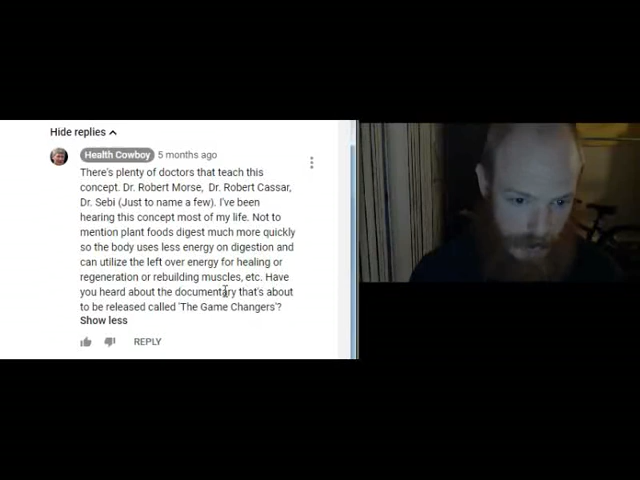 Hide replies
Health Cowboy 5 months ago
There's plenty of doctors that teach this
concept. Dr. Robert Morse, Dr. Robert Cassar,
Dr. Sebi (Just to name a few). I've been
hearing this concept most of my life. Not to
mention plant foods digest much more quickly
so the body uses less energy on digestion and
can utilize the left over energy for healing or
regeneration or rebuilding muscles, etc. Have
you heard about the documentary that's about
to be released called 'The Game Changers'?
Show less
REPLY